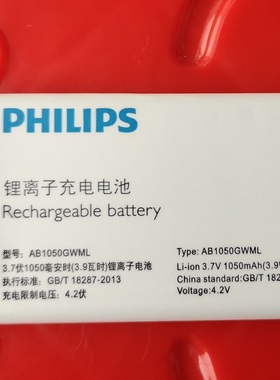 PHILIPS
锂离子充电电池
Rechargeable battery
型号: AB1050GWML
3.7伏1050毫安时(3.9瓦时)锂离子电池
执行标准: GB/T 18287-2013
充电限制电压: 4.2伏
Type: AB1050GWML
Li-ion 3.7V 1050mAh(3.9W
China standard:GB/T 182
Voltage:4.2V